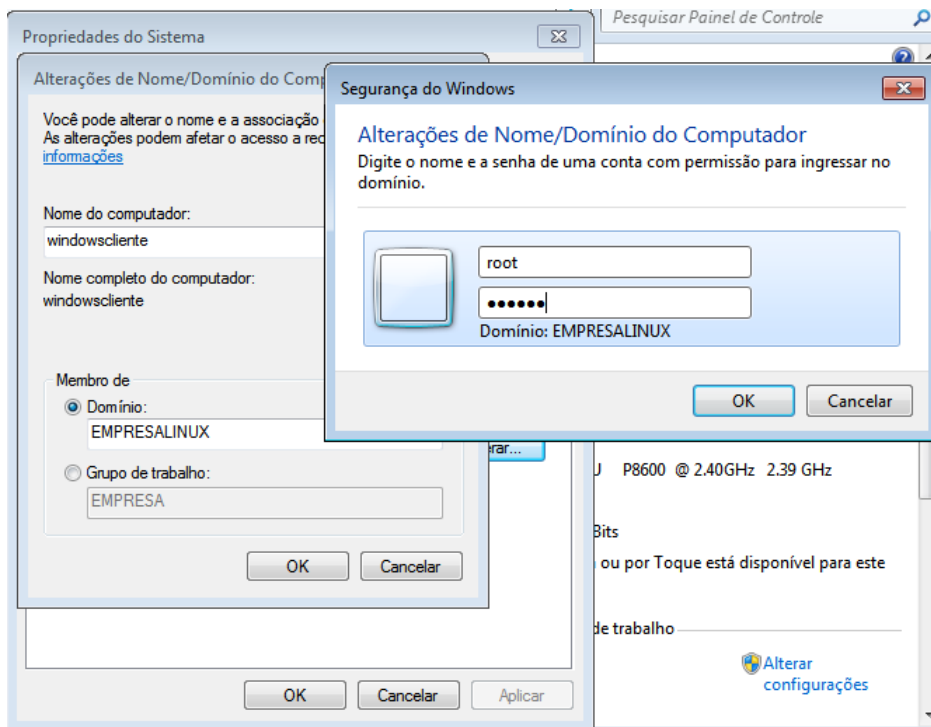 Pesquisar Painel de Controle
Propriedades do Sistema
Alterações de Nome/Domínio do
Você pode alterar o nome e a associação
As alterações podem afetar o acesso a
informações
Nome do computador:
windowscliente
Nome completo do computador:
windowscliente
Membro de
Domínio:
EMPRESALINUX
Grupo de trabalho:
EMPRESA
OK Cancelar
OK Cancelar Aplicar
Segurança do Windows
Alterações de Nome/Domínio do Computador
Digite o nome e a senha de uma conta com permissão para ingressar no
domínio.
root
●●●●●●
Domínio: EMPRESALINUX
OK Cancelar
P8600 @ 2.40GHz 2.39 GHz
Bits
ou por Toque está disponível para este
de trabalho
Alterar
configurações